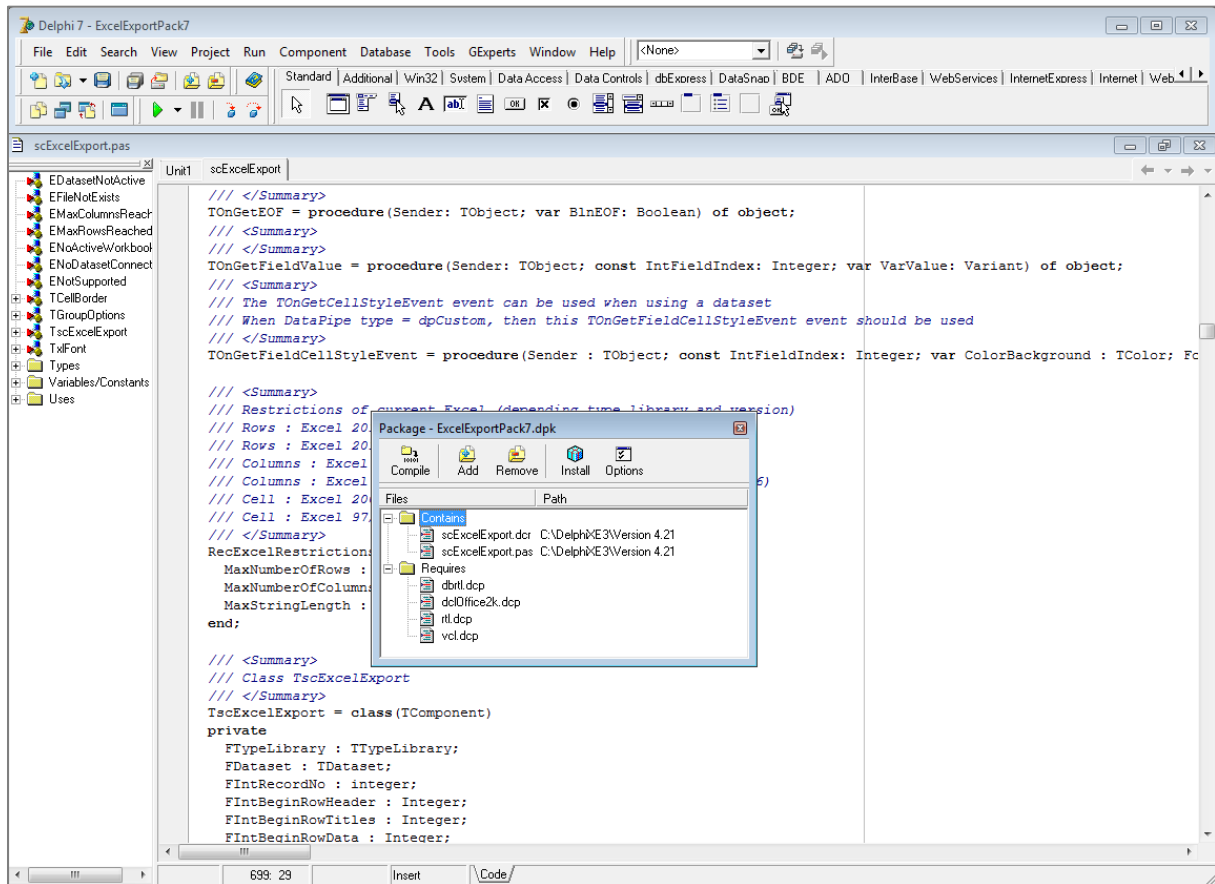 Delphi 7 - ExcelExportPack7
File Edit Search View Project Run Component Database Tools GExperts Window Help <None>
Standard Additional Win32 System Data Access Data Controls dbExpress DataSnap BDE ADO InterBase WebServices InternetExpress Internet Web
scExcelExport.pas
Unit1 scExcelExport
EDatasetNotActive
EFileNotExists
EMaxColumnsReach
EMaxRowsReached
ENoActiveWorkbook
ENoDatasetConnect
ENotSupported
TCellBorder
TGroupOptions
TscExcelExport
TxlFont
Types
Variables/Constants
Uses
/// </Summary>
TOnGetEOF = procedure(Sender: TObject; var BlnEOF: Boolean) of object;
/// <Summary>
/// </Summary>
TOnGetFieldValue = procedure(Sender: TObject; const IntFieldIndex: Integer; var VarValue: Variant) of object;
/// <Summary>
/// The TOnGetCellStyleEvent event can be used when using a dataset
/// When DataPipe type = dpCustom, then this TOnGetFieldCellStyleEvent event should be used
/// </Summary>
TOnGetFieldCellStyleEvent = procedure(Sender : TObject; const IntFieldIndex: Integer; var ColorBackground : TColor; Fo
/// <Summary>
/// Restrictions of current Excel (depending type library and version)
/// Rows : Excel 20
/// Rows : Excel 20
/// Columns : Excel
/// Columns : Excel 6)
/// Cell : Excel 200
/// Cell : Excel 97
/// </Summary>
RecExcelRestrictions
MaxNumberOfRows :
MaxNumberOfColumns
MaxStringLength :
end;
/// <Summary>
/// Class TscExcelExport
/// </Summary>
TscExcelExport = class(TComponent)
private
FTypeLibrary : TTypeLibrary;
FDataset : TDataset;
FIntRecordNo : integer;
FIntBeginRowHeader : Integer;
FIntBeginRowTitles : Integer;
FIntBeginRowData : Integer;
Package - ExcelExportPack7.dpk
Compile Add Remove Install Options
Files Path
Contains
scExcelExport.dcr C:\DelphiXE3\Version 4.21
scExcelExport.pas C:\DelphiXE3\Version 4.21
Requires
dbrtl.dcp
dclOffice2k.dcp
rtl.dcp
vcl.dcp
699: 29 Insert \Code/